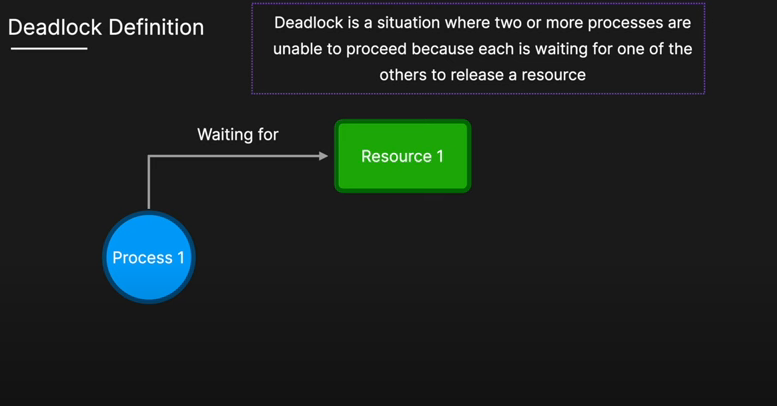 Deadlock Definition
Deadlock is a situation where two or more processes are
unable to proceed because each is waiting for one of the
others to release a resource
Waiting for
Resource 1
Process 1